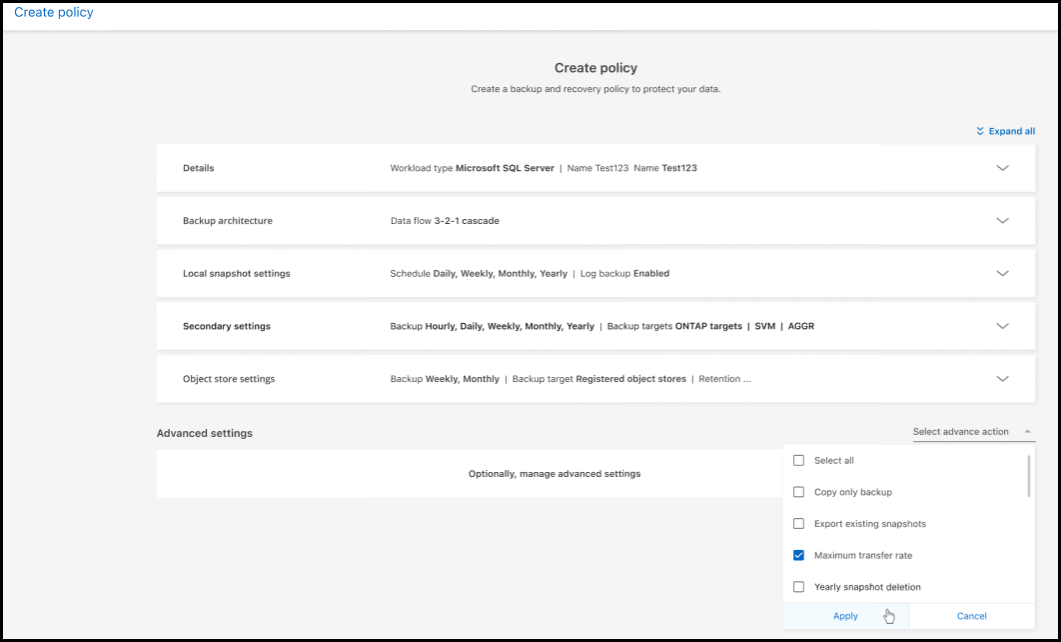 Create policy
Create policy
Create a backup and recovery policy to protect your data.
Expand all
Details Workload type Microsoft SQL Server | Name Test123 Name Test123
Backup architecture Data flow 3-2-1 cascade
Local snapshot settings Schedule Daily, Weekly, Monthly, Yearly | Log backup Enabled
Secondary settings Backup Hourly, Daily, Weekly, Monthly, Yearly | Backup targets ONTAP targets | SVM | AGGR
Object store settings Backup Weekly, Monthly | Backup target Registered object stores | Retention ...
Advanced settings Select advance action
Optionally, manage advanced settings
Select all
Copy only backup
Export existing snapshots
Maximum transfer rate
Yearly snapshot deletion
Apply Cancel